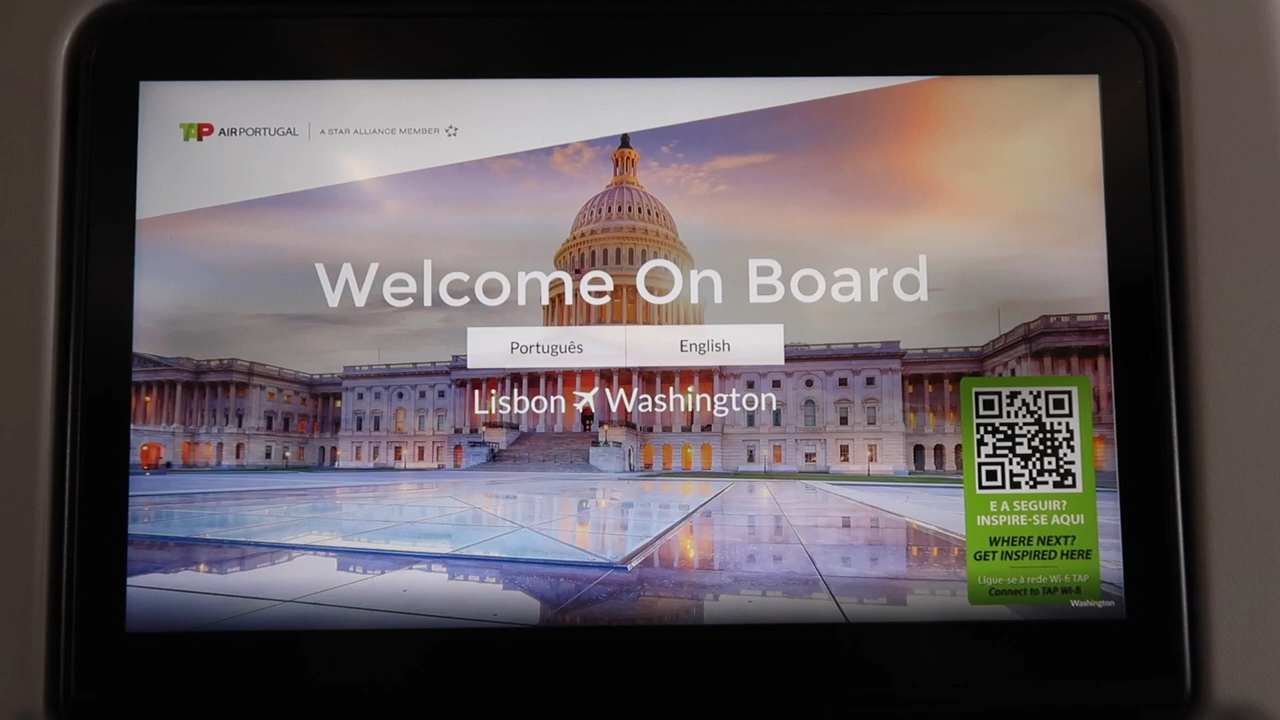 TAP AIR PORTUGAL | A STAR ALLIANCE MEMBER
Welcome On Board
Português English
Lisbon Washington
E A SEGUIR?
INSPIRE-SE AQUI
WHERE NEXT?
GET INSPIRED HERE
Ligue-se à rede Wi-fi TAP
Connect to TAP Wi-fi
Washington